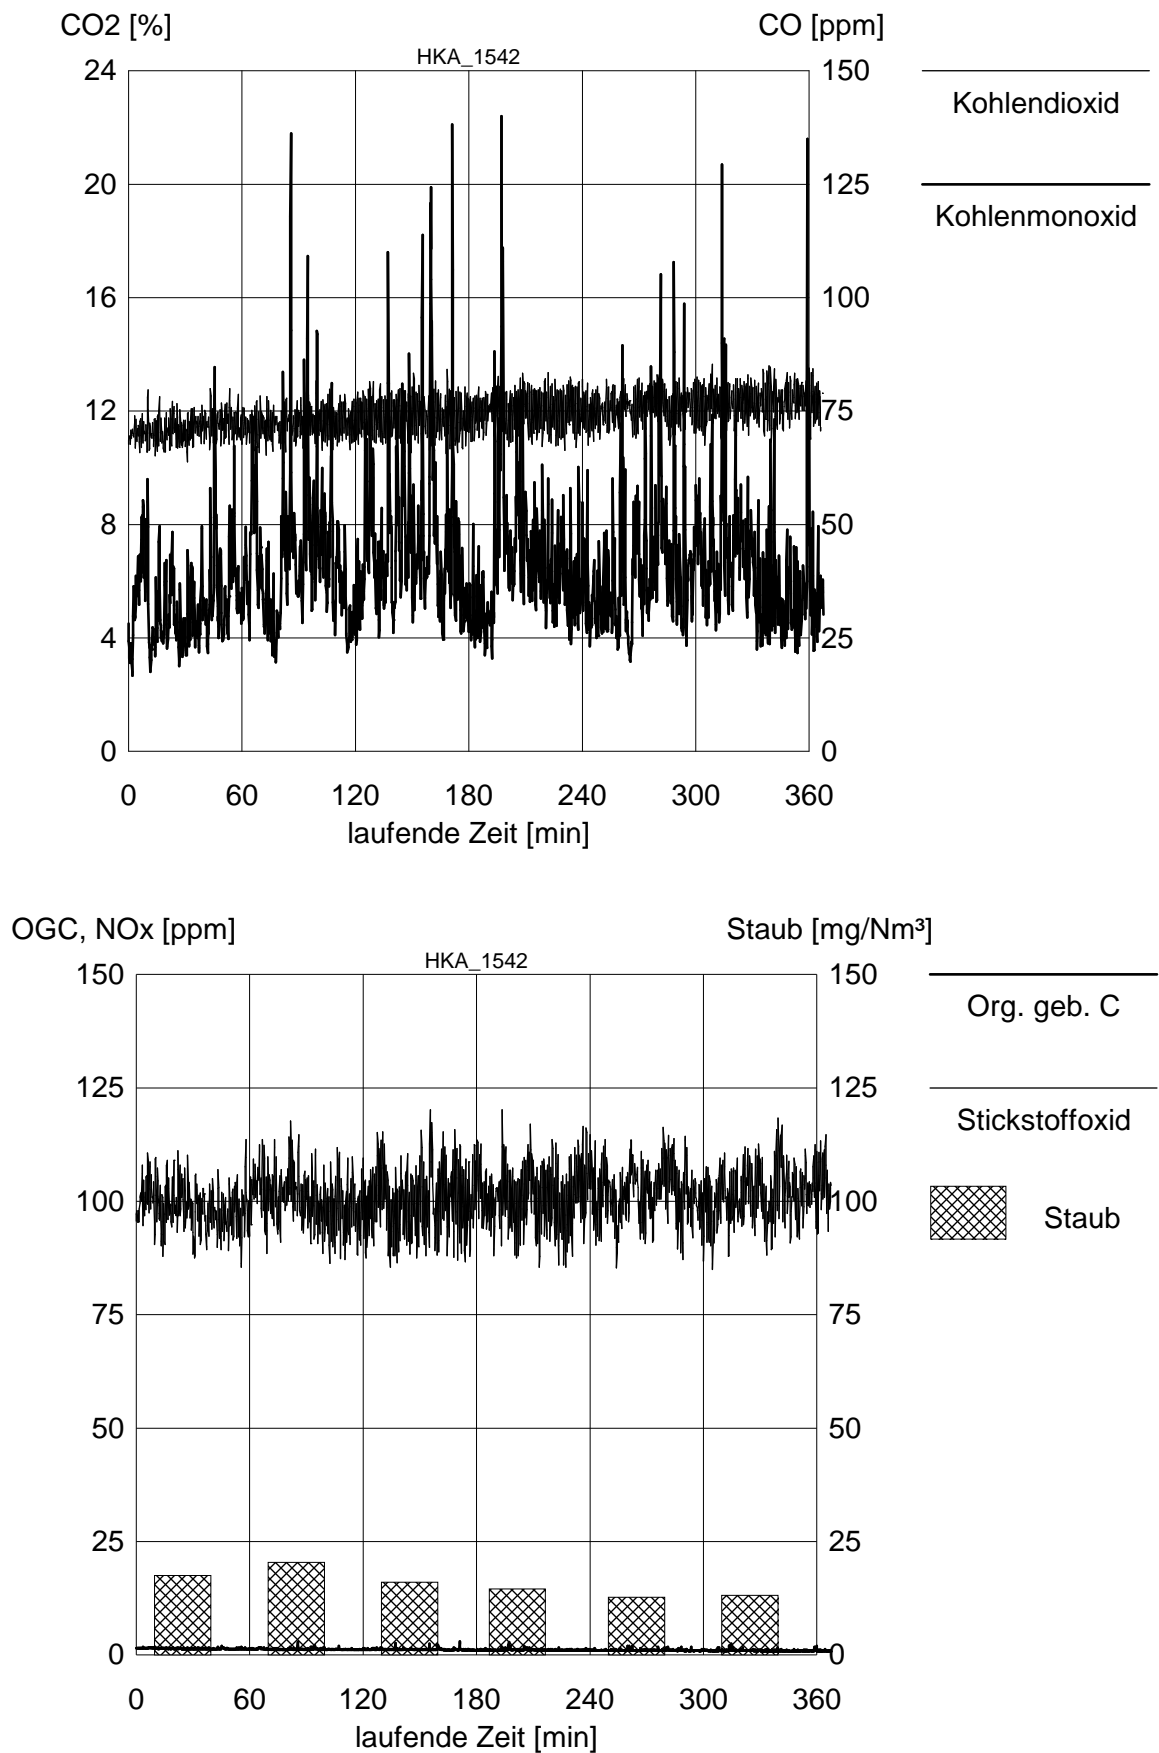 CO2 [%] CO [ppm]
HKA_1542
24 150
Kohlendioxid
20 125
Kohlenmonoxid
16 100
12 75
8 50
4 25
0 0
0 60 120 180 240 300 360
laufende Zeit [min]
OGC, NOx [ppm] Staub [mg/Nm³]
HKA_1542
150 150
Org. geb. C
125 125
Stickstoffoxid
100 100
Staub
75 75
50 50
25 25
0 0
0 60 120 180 240 300 360
laufende Zeit [min]